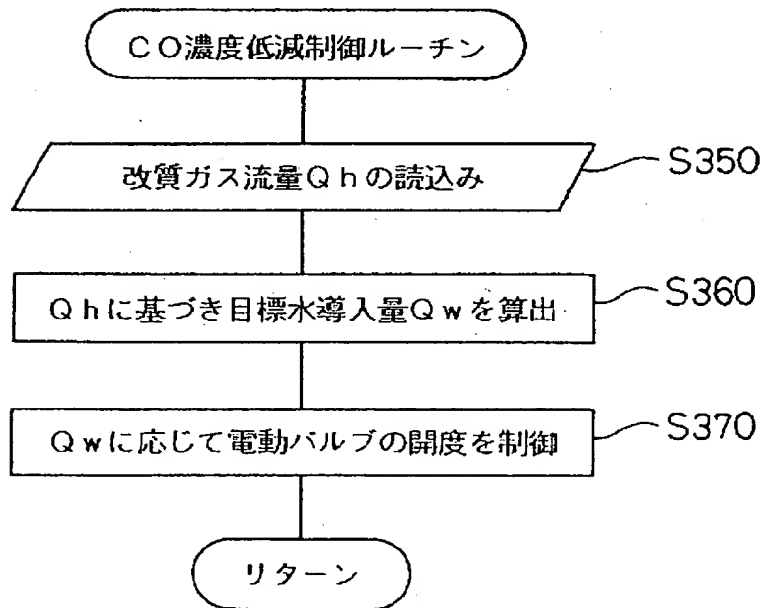 CO濃度低減制御ルーチン
改質ガス流量Qhの読込み
S350
Qhに基づき目標水導入量Qwを算出
S360
Qwに応じて電動バルブの開度を制御
S370
リターン